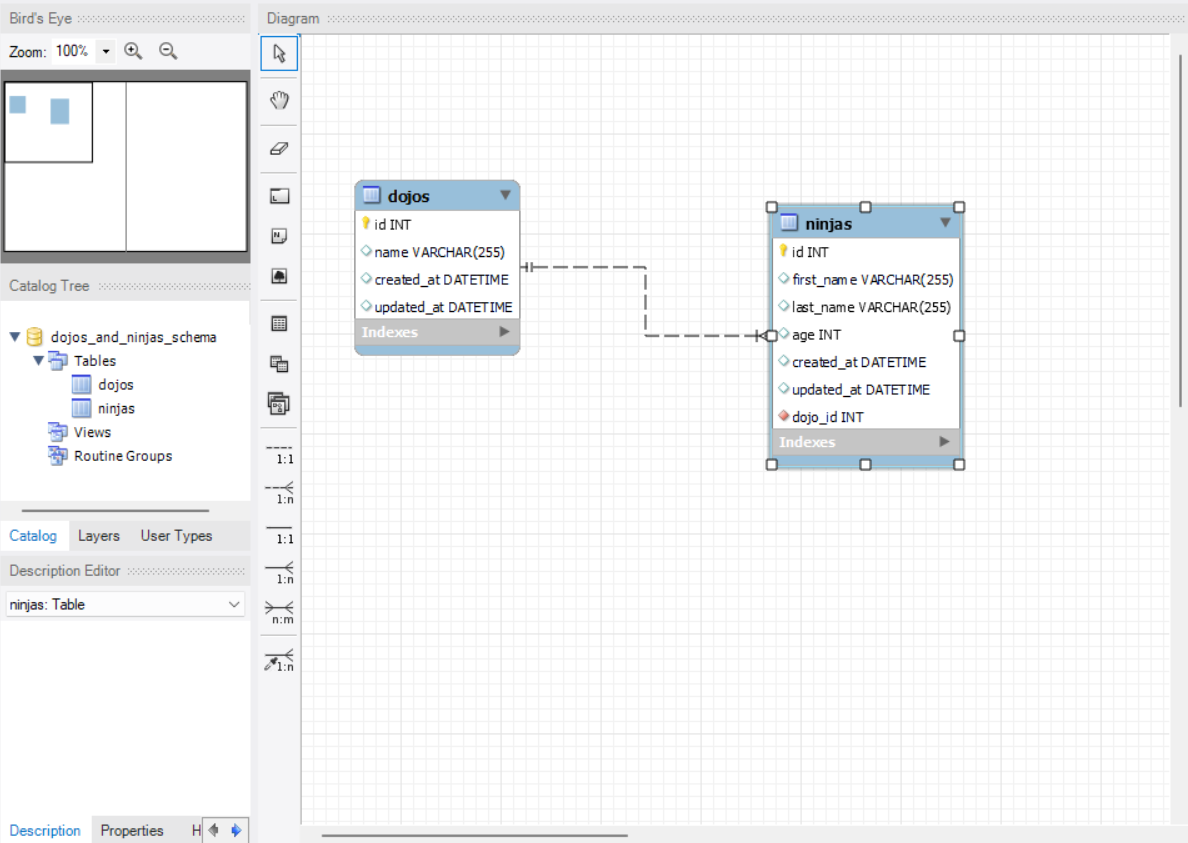 Bird's Eye
Zoom: 100%
Catalog Tree
dojos_and_ninjas_schema
Tables
dojos
ninjas
Views
Routine Groups
Catalog Layers User Types
Description Editor
ninjas: Table
Description Properties H
Diagram
1:1
1:n
1:1
1:n
n:m
1:n
dojos
id INT
name VARCHAR(255)
created_at DATETIME
updated_at DATETIME
Indexes
ninjas
id INT
first_name VARCHAR(255)
last_name VARCHAR(255)
age INT
created_at DATETIME
updated_at DATETIME
dojo_id INT
Indexes